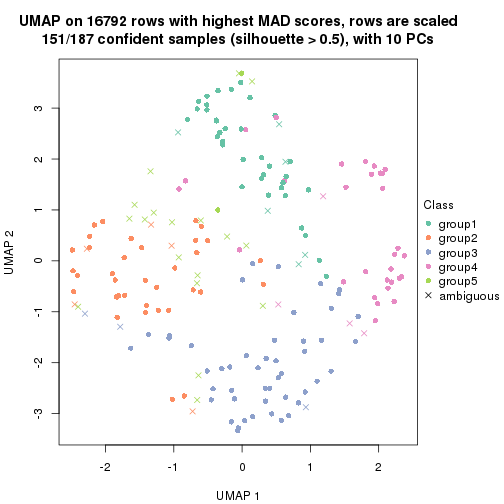 UMAP on 16792 rows with highest MAD scores, rows are scaled
151/187 confident samples (silhouette > 0.5), with 10 PCs
3
2
1
0
-1
-2
-3
UMAP 2
-2
-1
0
1
2
UMAP 1
Class
group1
group2
group3
group4
group5
ambiguous